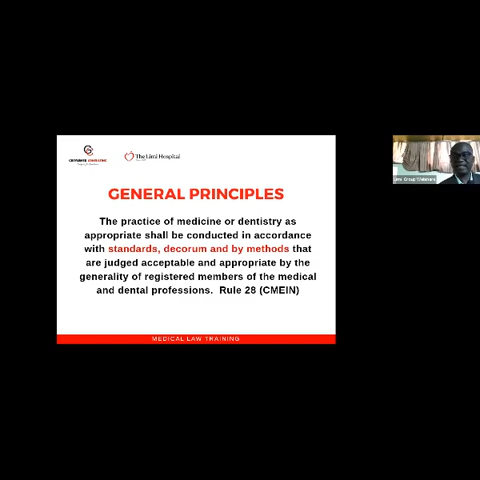 The Limi Hospital
GENERAL PRINCIPLES
The practice of medicine or dentistry as
appropriate shall be conducted in accordance
with standards, decorum and by methods that
are judged acceptable and appropriate by the
generality of registered members of the medical
and dental professions. Rule 28 (CMEIN)
MEDICAL LAW TRAINING